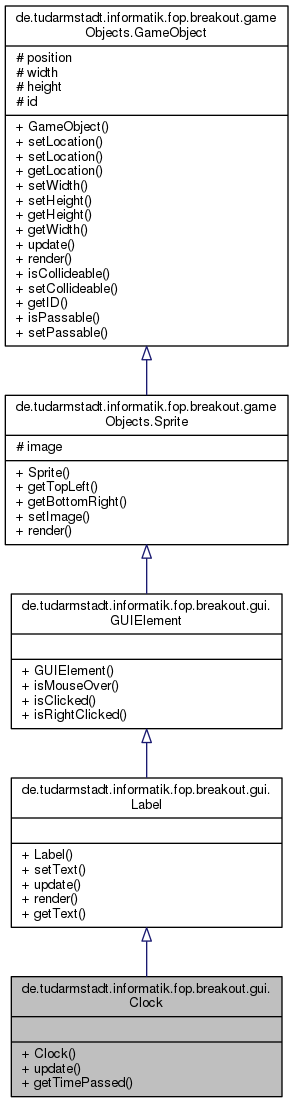 de.tudarmstadt.informatik.fop.breakout.game
Objects.GameObject
# position
# width
# height
# id
+ GameObject()
+ setLocation()
+ setLocation()
+ getLocation()
+ setWidth()
+ setHeight()
+ getHeight()
+ getWidth()
+ update()
+ render()
+ isCollideable()
+ setCollideable()
+ getID()
+ isPassable()
+ setPassable()
de.tudarmstadt.informatik.fop.breakout.game
Objects.Sprite
# image
+ Sprite()
+ getTopLeft()
+ getBottomRight()
+ setImage()
+ render()
de.tudarmstadt.informatik.fop.breakout.gui.
GUIElement
+ GUIElement()
+ isMouseOver()
+ isClicked()
+ isRightClicked()
de.tudarmstadt.informatik.fop.breakout.gui.
Label
+ Label()
+ setText()
+ update()
+ render()
+ getText()
de.tudarmstadt.informatik.fop.breakout.gui.
Clock
+ Clock()
+ update()
+ getTimePassed()